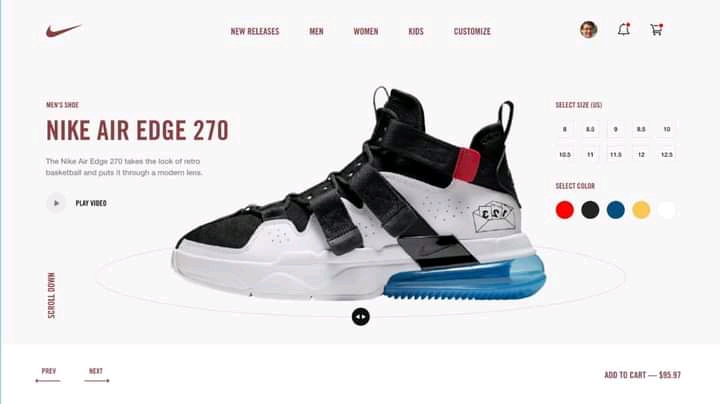 NEW RELEASES
MEN
WOMEN
KIDS
CUSTOMIZE
MEN'S SHOE
NIKE AIR EDGE 270
The Nike Air Edge 270 takes the look of retro
basketball and puts it through a modern lens.
PLAY VIDEO
SELECT SIZE (US)
8 8.5 9 8.5 10
10.5 11 11.5 12 12.5
SELECT COLOR
SCROLL DOWN
PREV
NEXT
ADD TO CART — $95.97